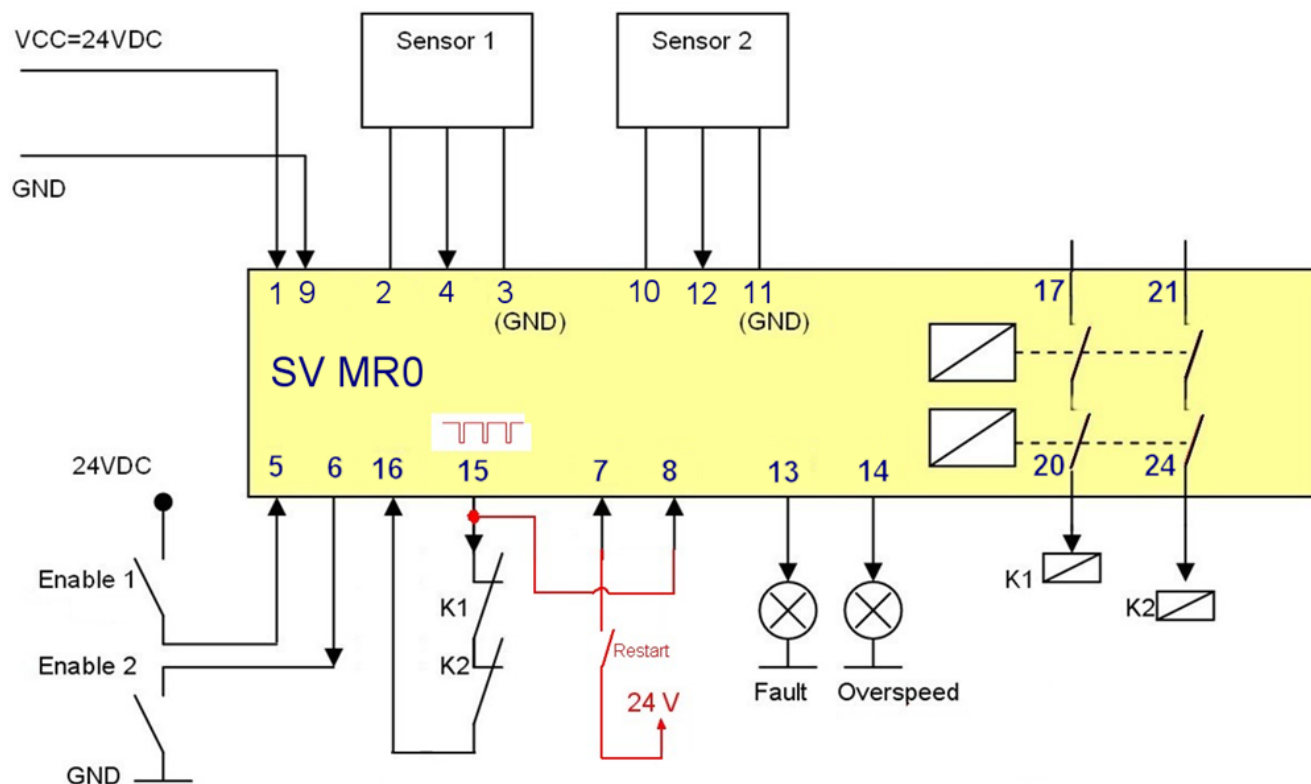 VCC=24VDC
GND
Sensor 1
Sensor 2
1 9 2 4 3 10 12 11 17 21
(GND) (GND)
SV MR0
5 6 16 15 7 8 13 14 20 24
24VDC
Enable 1
Enable 2
GND
K1
K2
Restart
24 V
Fault
Overspeed
K1
K2